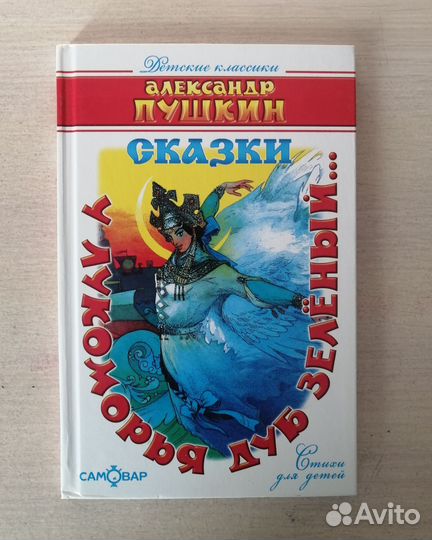 Детские классики
АЛЕКСАНДР
ПУШКИН
СКАЗКИ
У ЛУКОМОРЬЯ ДУБ ЗЕЛЁНЫЙ...
Стихи
для детей
САМОВАР
Avito